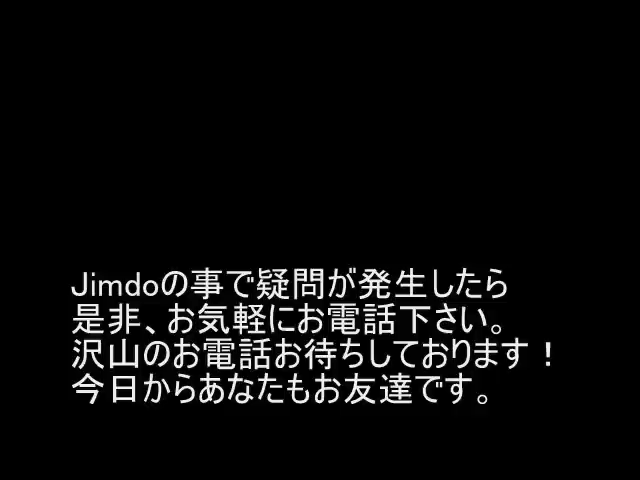 Jimdoの事で疑問が発生したら
是非、お気軽にお電話下さい。
沢山のお電話お待ちしております！
今日からあなたもお友達です。